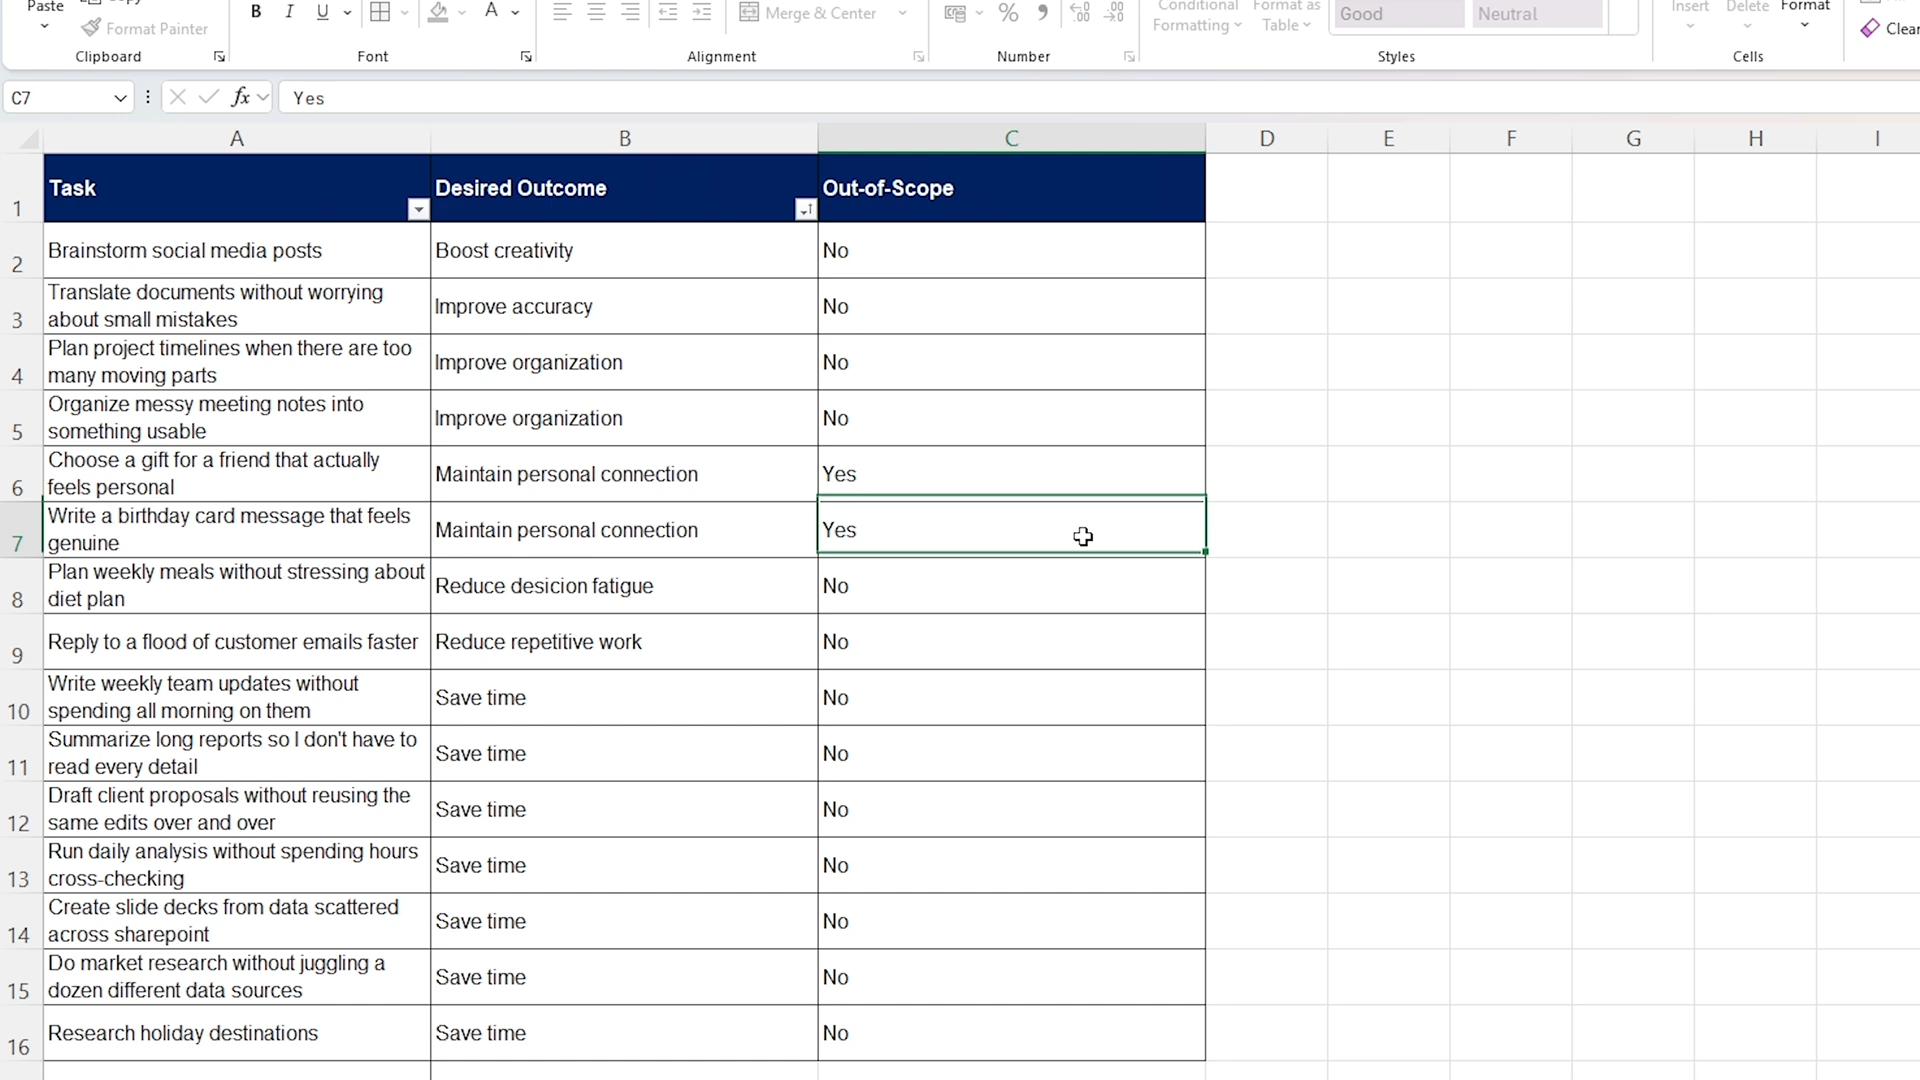 Paste
Format Painter
B I U A
Merge & Center
%
Conditional
Formatting
Format as
Table
Good
Neutral
Insert
Delete
Format
Clear
Clipboard
Font
Alignment
Number
Styles
Cells
C7
fx
Yes
A B C D E F G H I
1
Task
Desired Outcome
Out-of-Scope
2
Brainstorm social media posts
Boost creativity
No
3
Translate documents without worrying
about small mistakes
Improve accuracy
No
4
Plan project timelines when there are too
many moving parts
Improve organization
No
5
Organize messy meeting notes into
something usable
Improve organization
No
6
Choose a gift for a friend that actually
feels personal
Maintain personal connection
Yes
7
Write a birthday card message that feels
genuine
Maintain personal connection
Yes
8
Plan weekly meals without stressing about
diet plan
Reduce desicion fatigue
No
9
Reply to a flood of customer emails faster
Reduce repetitive work
No
10
Write weekly team updates without
spending all morning on them
Save time
No
11
Summarize long reports so I don't have to
read every detail
Save time
No
12
Draft client proposals without reusing the
same edits over and over
Save time
No
13
Run daily analysis without spending hours
cross-checking
Save time
No
14
Create slide decks from data scattered
across sharepoint
Save time
No
15
Do market research without juggling a
dozen different data sources
Save time
No
16
Research holiday destinations
Save time
No